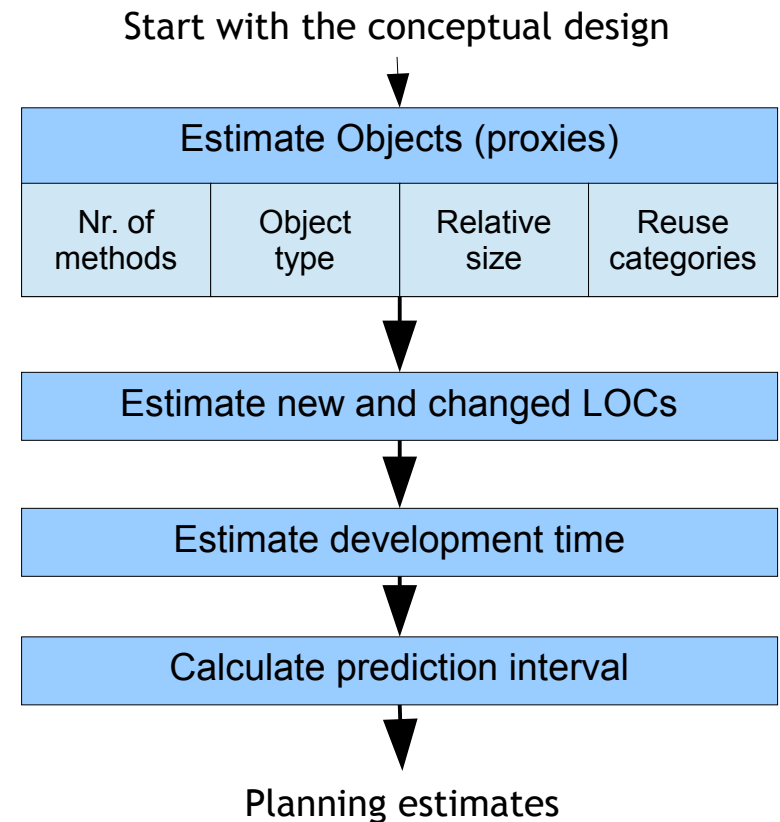 Start with the conceptual design
Estimate Objects (proxies)
Nr. of
methods
Object
type
Relative
size
Reuse
categories
Estimate new and changed LOCs
Estimate development time
Calculate prediction interval
Planning estimates